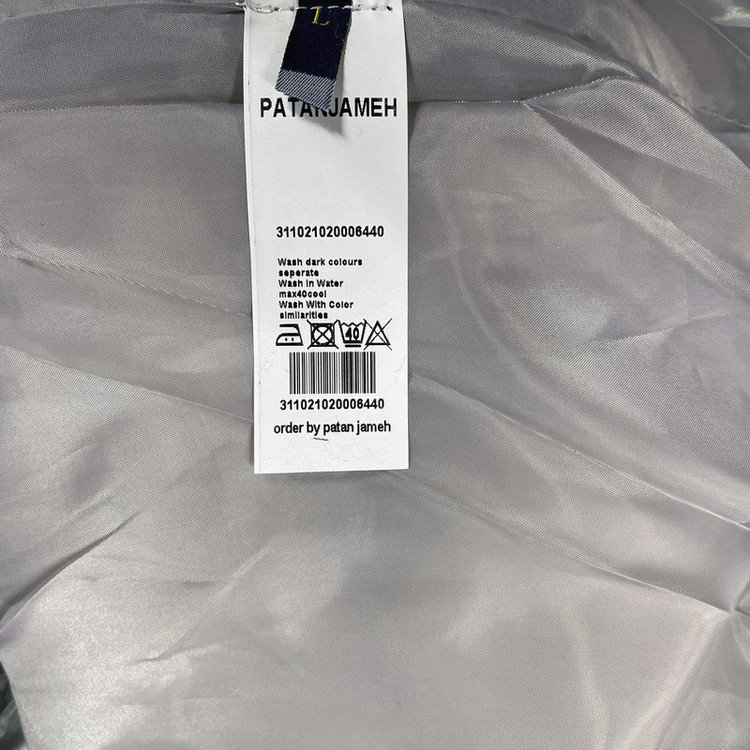 L
PATANJAMEH
311021020006440
Wash dark colours
seperate
Wash in Water
max40cool
Wash With Color
similarities
40
311021020006440
order by patan jameh